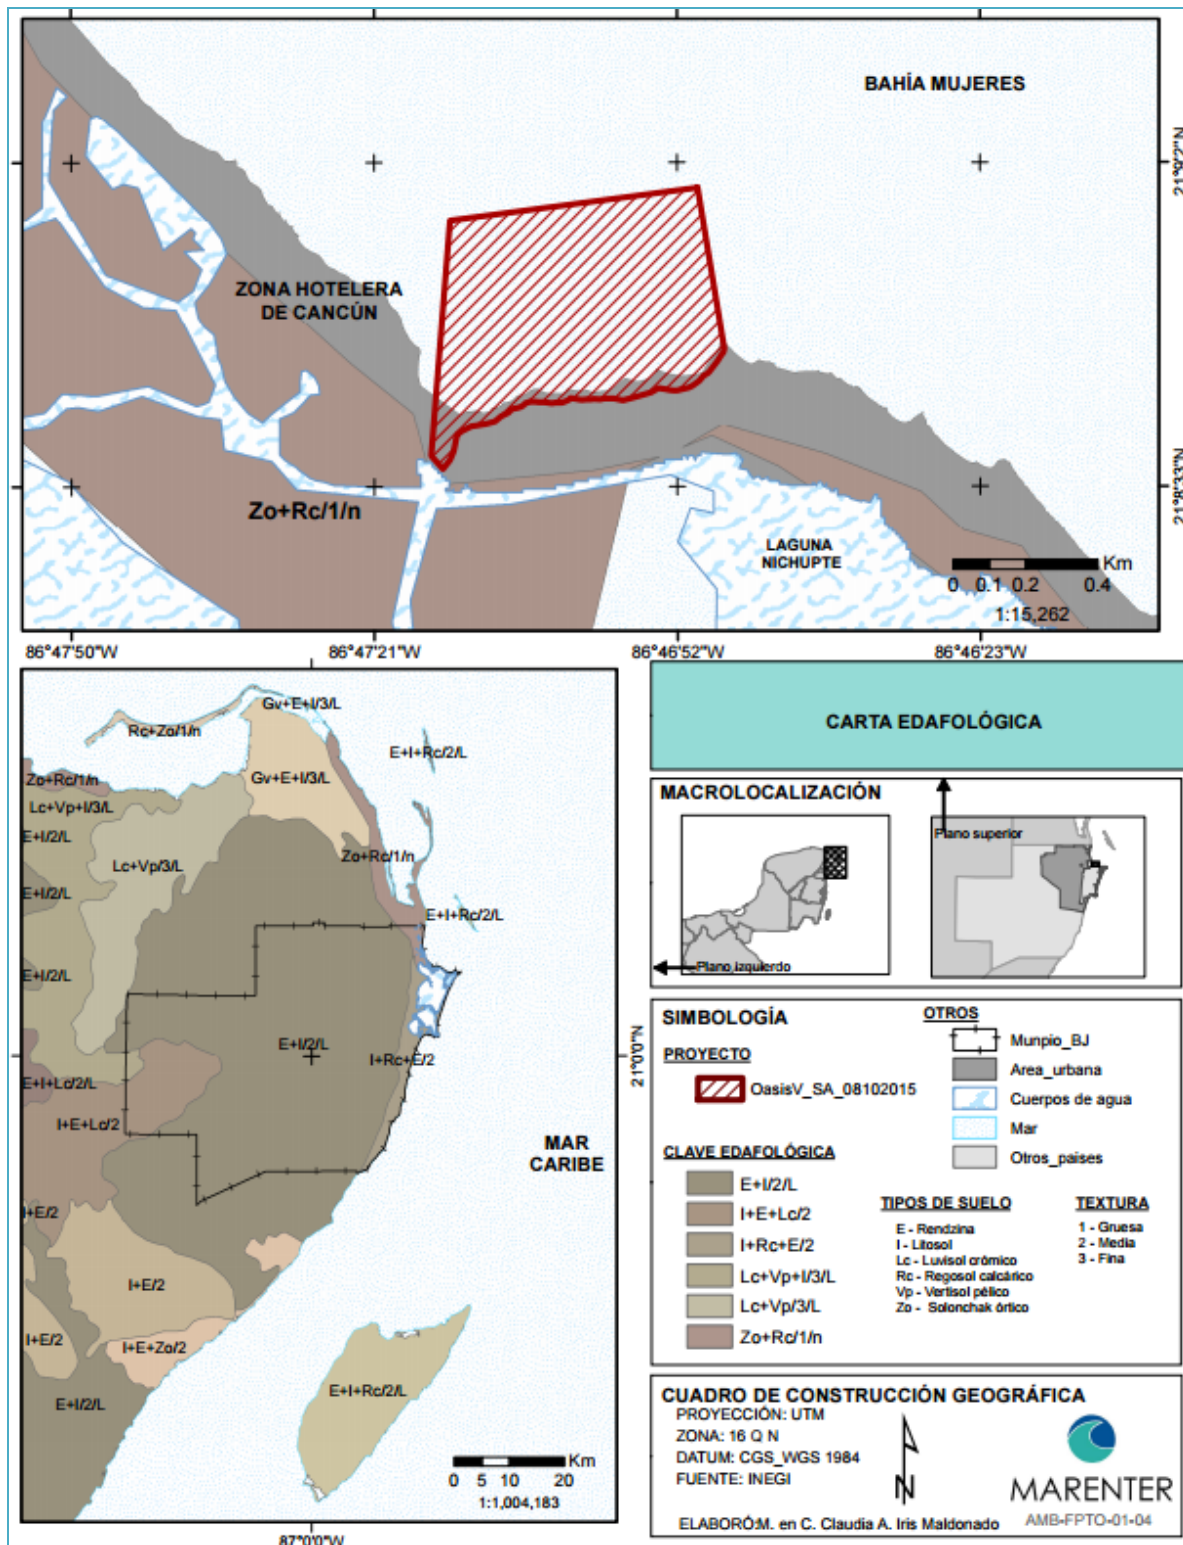 BAHÍA MUJERES
21°9'2"N
ZONA HOTELERA
DE CANCÚN
Zo+Rc/1/n
21°8'33"N
LAGUNA
NICHUPTE
Km
0 0.1 0.2 0.4
1:15,262
86°47'50"W 86°47'21"W 86°46'52"W 86°46'23"W
Gv+E+I/3/L
Rc+Zo/1/n
E+I+Rc/2/L
Zo+Rc/1/n
Gv+E+I/3/L
Lc+Vp+I/3/L
E+I/2/L
Zo+Rc/1/n
Lc+Vp/3/L
E+I/2/L
E+I+Rc/2/L
E+I/2/L
E+I/2/L
I+Rc+E/2
21°0'0"N
E+I+Lc/2/L
I+E+Lc/2
MAR
CARIBE
I+E/2
I+E/2
I+E/2
I+E+Zo/2
E+I+Rc/2/L
E+I/2/L
Km
0 5 10 20
1:1,004,183
87°0'0"W
CARTA EDAFOLÓGICA
MACROLOCALIZACIÓN
Plano superior
Plano izquierdo
SIMBOLOGÍA
PROYECTO
OasisV_SA_08102015
OTROS
Munpio_BJ
Area_urbana
Cuerpos de agua
Mar
Otros_paises
CLAVE EDAFOLÓGICA
E+I/2/L
I+E+Lc/2
I+Rc+E/2
Lc+Vp+I/3/L
Lc+Vp/3/L
Zo+Rc/1/n
TIPOS DE SUELO
E - Rendzina
I - Litosol
Lc - Luvisol crómico
Rc - Regosol calcárico
Vp - Vertisol pélico
Zo - Solonchak órtico
TEXTURA
1 - Gruesa
2 - Media
3 - Fina
CUADRO DE CONSTRUCCIÓN GEOGRÁFICA
PROYECCIÓN: UTM
ZONA: 16 Q N
DATUM: CGS_WGS 1984
FUENTE: INEGI
N
ELABORÓ:M. en C. Claudia A. Iris Maldonado
MARENTER
AMB-FPTO-01-04